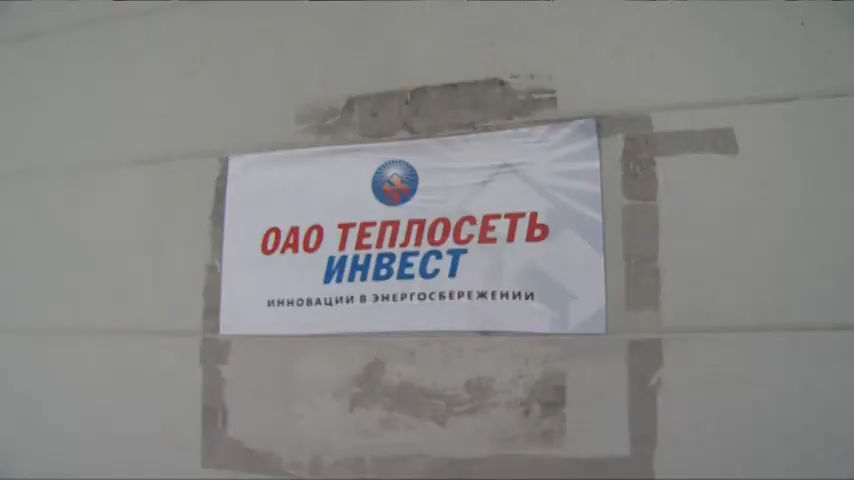 ОАО ТЕПЛОСЕТЬ
ИНВЕСТ
ИННОВАЦИИ В ЭНЕРГОСБЕРЕЖЕНИИ